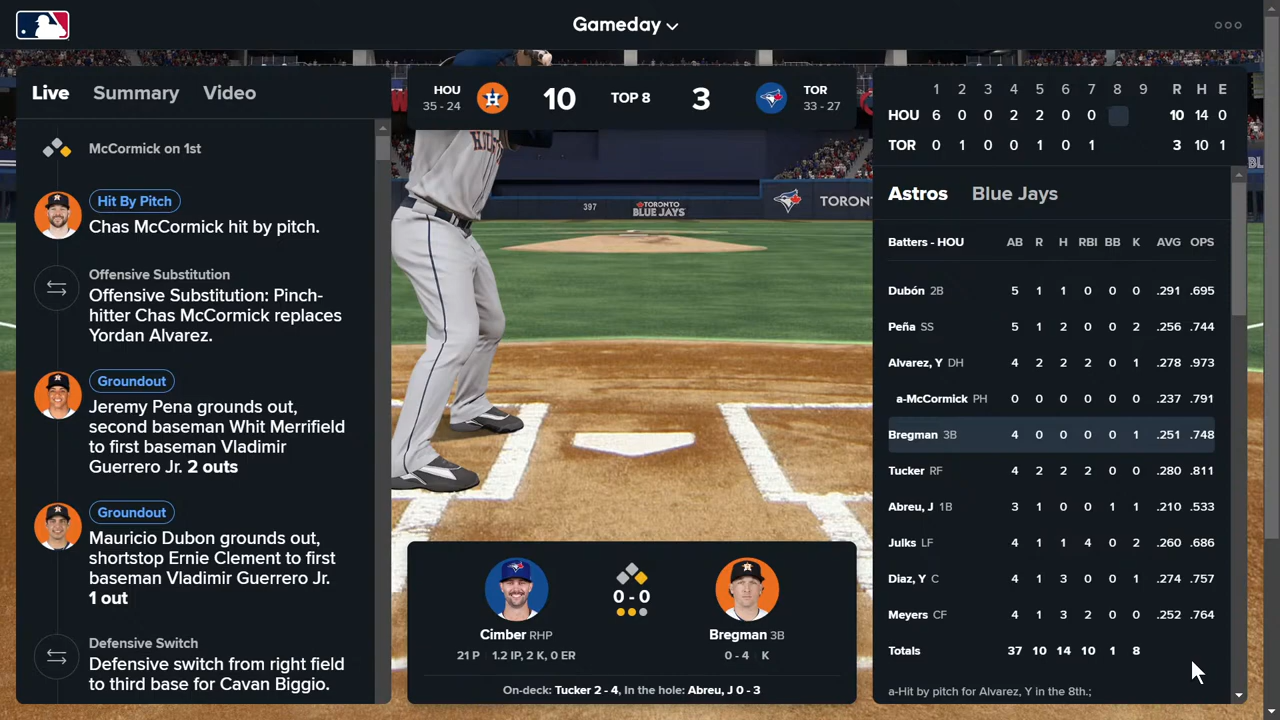 Gameday
Live Summary Video
McCormick on 1st
Hit By Pitch
Chas McCormick hit by pitch.
Offensive Substitution
Offensive Substitution: Pinch-
hitter Chas McCormick replaces
Yordan Alvarez.
Groundout
Jeremy Pena grounds out,
second baseman Whit Merrifield
to first baseman Vladimir
Guerrero Jr. 2 outs
Groundout
Mauricio Dubon grounds out,
shortstop Ernie Clement to first
baseman Vladimir Guerrero Jr.
1 out
Defensive Switch
Defensive switch from right field
to third base for Cavan Biggio.
HOU 10 TOP 8 3 TOR
35 - 24 33 - 27
397
TORONTO
BLUE JAYS
TORON
Cimber RHP
21 P 1.2 IP, 2 K, 0 ER
0 - 0
Bregman 3B
0 - 4 K
On-deck: Tucker 2 - 4, In the hole: Abreu, J 0 - 3
1 2 3 4 5 6 7 8 9 R H E
HOU 6 0 0 2 2 0 0 10 14 0
TOR 0 1 0 0 1 0 1 3 10 1
Astros Blue Jays
Batters - HOU AB R H RBI BB K AVG OPS
Dubón 2B 5 1 1 0 0 0 .291 .695
Peña SS 5 1 2 0 0 2 .256 .744
Alvarez, Y DH 4 2 2 2 0 1 .278 .973
a-McCormick PH 0 0 0 0 0 0 .237 .791
Bregman 3B 4 0 0 0 0 1 .251 .748
Tucker RF 4 2 2 2 0 0 .280 .811
Abreu, J 1B 3 1 0 0 1 1 .210 .533
Julks LF 4 1 1 4 0 2 .260 .686
Diaz, Y C 4 1 3 0 0 1 .274 .757
Meyers CF 4 1 3 2 0 0 .252 .764
Totals 37 10 14 10 1 8
a-Hit by pitch for Alvarez, Y in the 8th.;